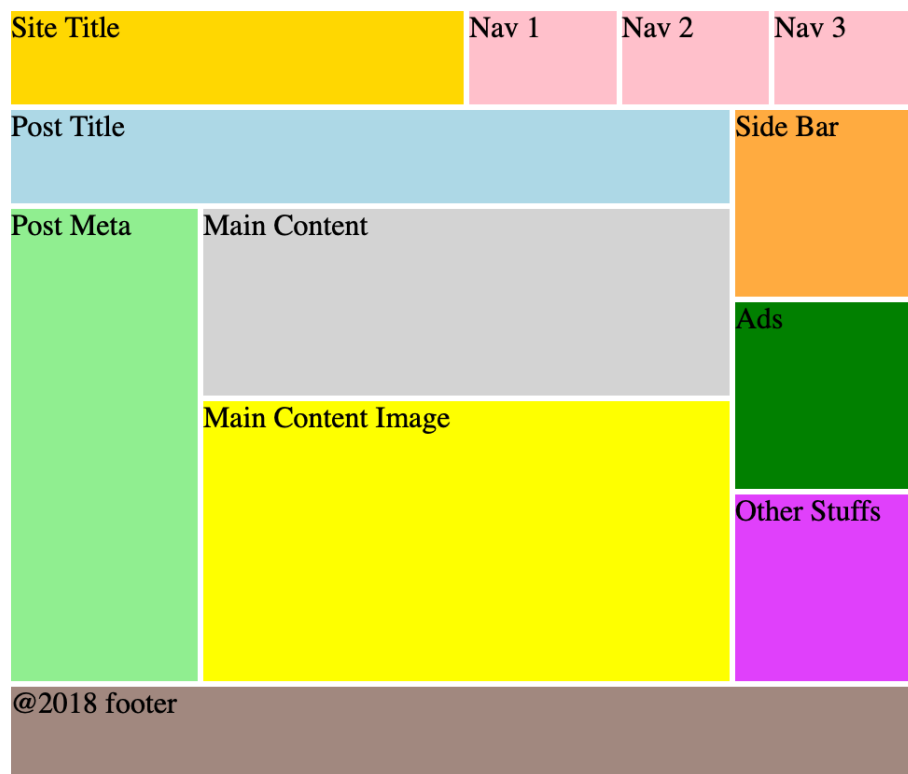 Site Title
Nav 1
Nav 2
Nav 3
Post Title
Side Bar
Post Meta
Main Content
Ads
Main Content Image
Other Stuffs
@2018 footer